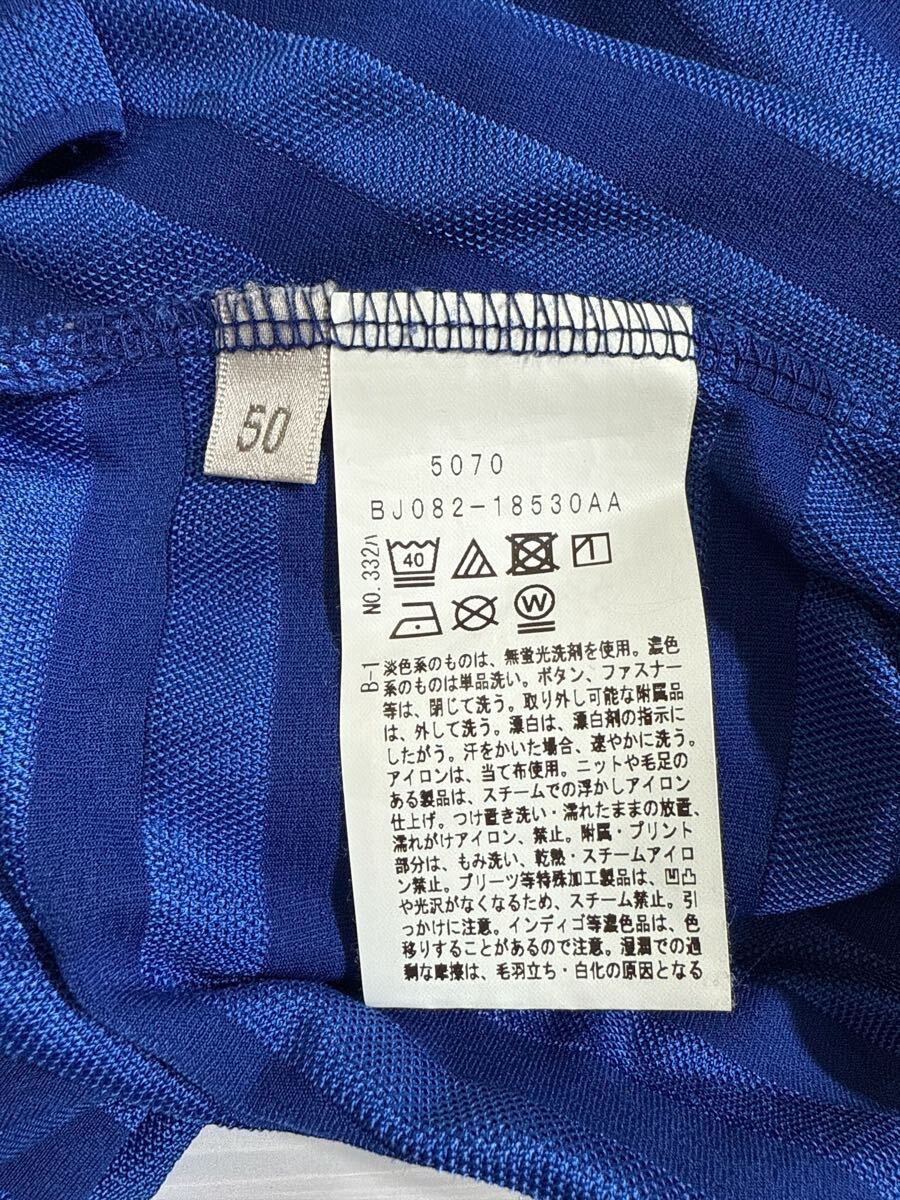 50
5070
BJ082-18530AA
NO.332ハ
40
W
B-1
淡色系のものは、無蛍光洗剤を使用。濃色
系のものは単品洗い。ボタン、ファスナー
等は、閉じて洗う。取り外し可能な附属品
は、外して洗う。漂白は、漂白剤の指示に
したがう。汗をかいた場合、速やかに洗う。
アイロンは、当て布使用。ニットや毛足の
ある製品は、スチームでの浮かしアイロン
仕上げ。つけ置き洗い・濡れたままの放置、
濡れがけアイロン、禁止。附属・プリント
部分は、もみ洗い、乾熱・スチームアイロ
ン禁止。プリーツ等特殊加工製品は、凹凸
や光沢がなくなるため、スチーム禁止。引
っかけに注意。インディゴ等濃色品は、色
移りすることがあるので注意。湿潤での過
剰な摩擦は、毛羽立ち・白化の原因となる